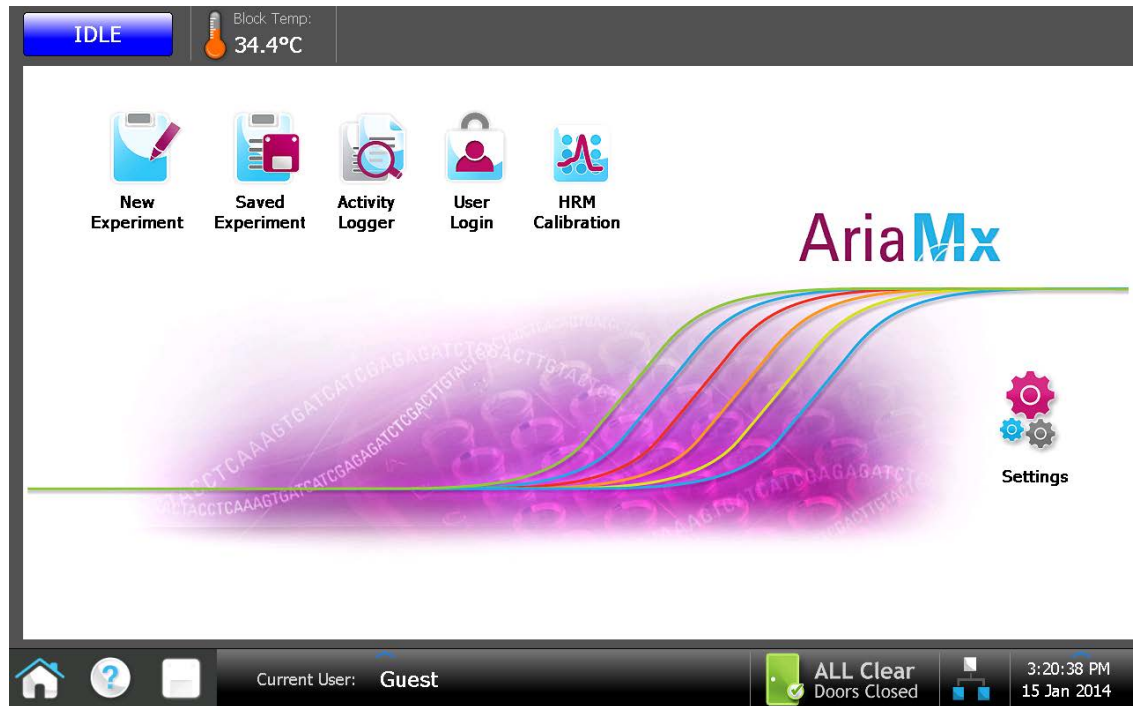 IDLE
Block Temp:
34.4°C
New
Experiment
Saved
Experiment
Activity
Logger
User
Login
HRM
Calibration
AriaMx
Settings
Current User: Guest
ALL Clear
Doors Closed
3:20:38 PM
15 Jan 2014